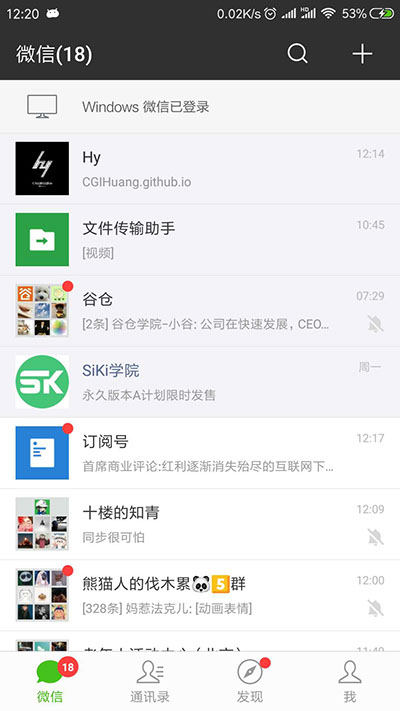 12:20 0.02K/s HD 53%
微信(18)
Windows 微信已登录
Hy 12:14
CGIHuang.github.io
文件传输助手 10:45
[视频]
谷仓 07:29
[2条] 谷仓学院-小谷: 公司在快速发展，CEO...
SiKi学院 周一
永久版本A计划限时发售
订阅号 12:17
首席商业评论:红利逐渐消失殆尽的互联网下...
十楼的知青 12:09
同步很可怕
熊猫人的伐木累🐼5️⃣群 12:00
[328条] 妈惹法克儿: [动画表情]
18
微信 通讯录 发现 我